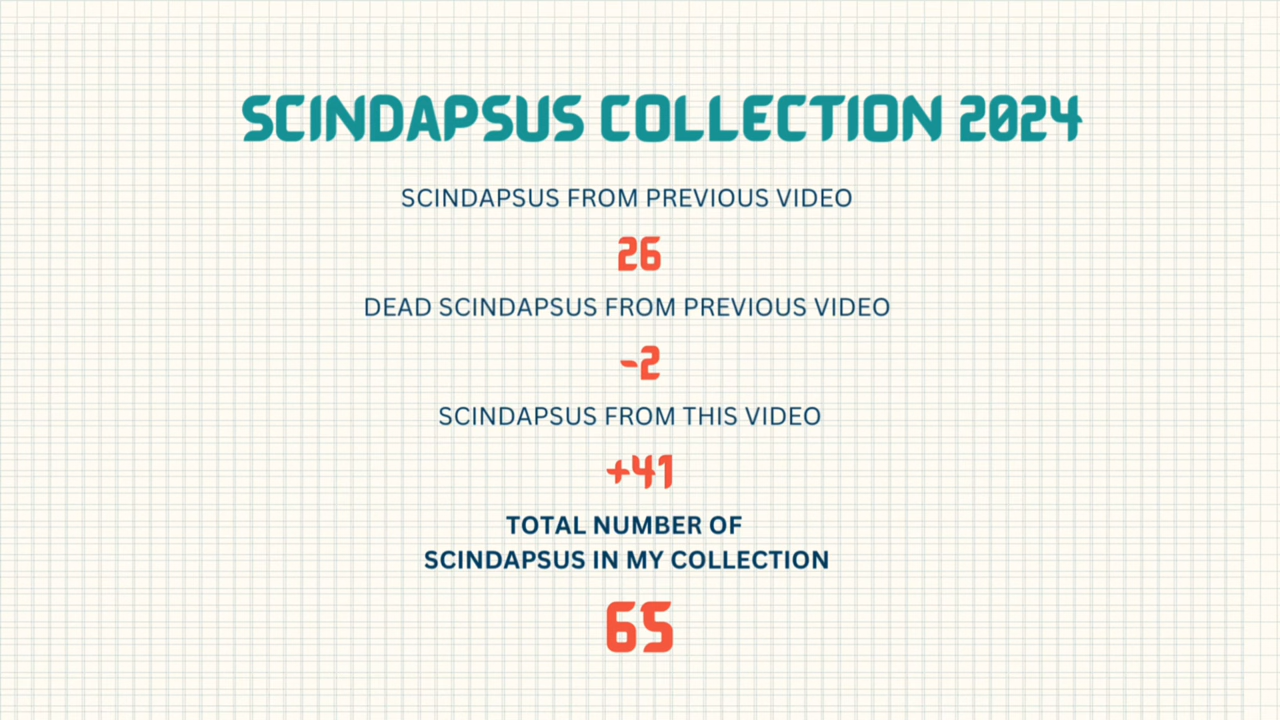 SCINDAPSUS COLLECTION 2024
SCINDAPSUS FROM PREVIOUS VIDEO
26
DEAD SCINDAPSUS FROM PREVIOUS VIDEO
-2
SCINDAPSUS FROM THIS VIDEO
+41
TOTAL NUMBER OF
SCINDAPSUS IN MY COLLECTION
65